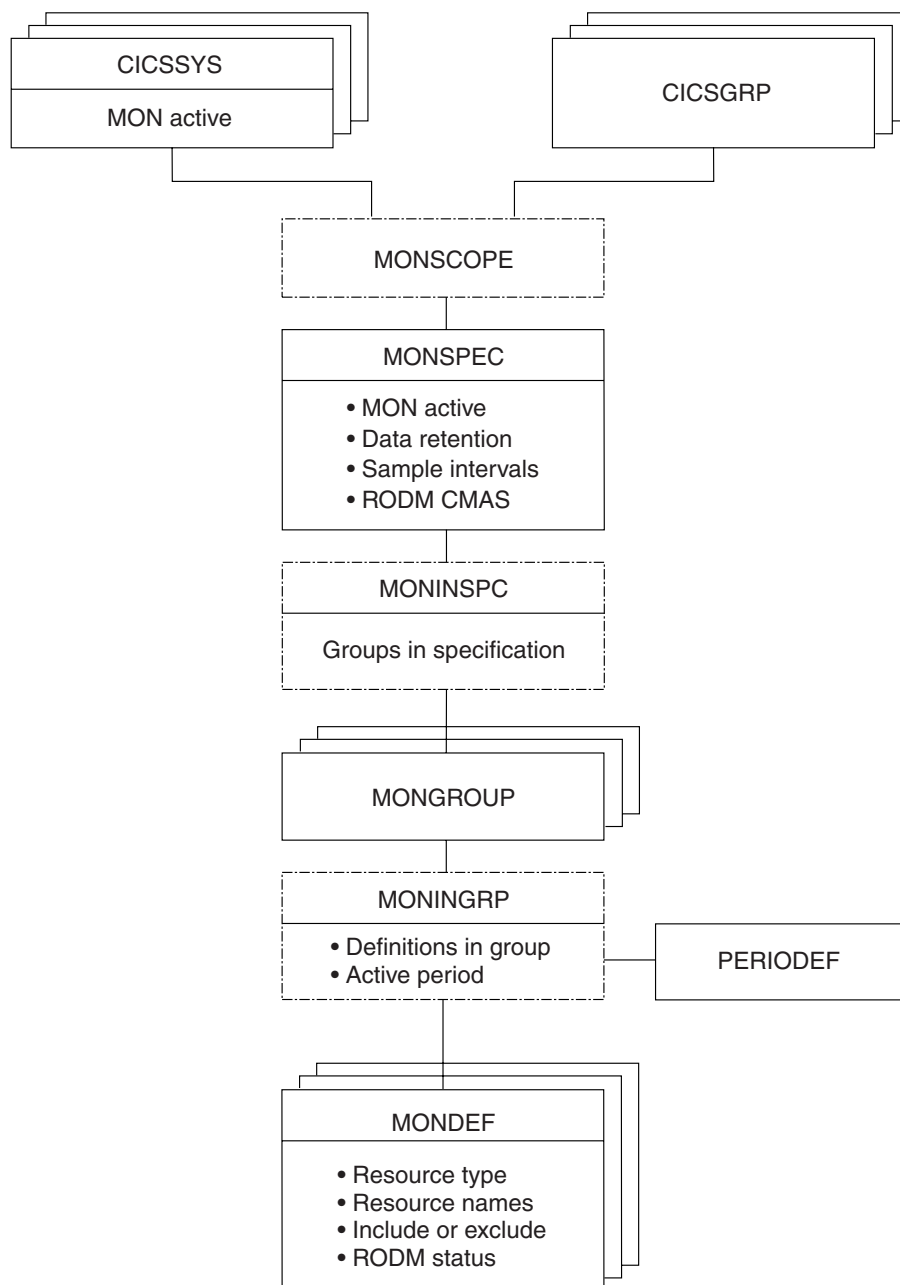 CICSSYS
MON active
CICSGRP
MONSCOPE
MONSPEC
• MON active
• Data retention
• Sample intervals
• RODM CMAS
MONINSPC
Groups in specification
MONGROUP
MONINGRP
• Definitions in group
• Active period
PERIODEF
MONDEF
• Resource type
• Resource names
• Include or exclude
• RODM status